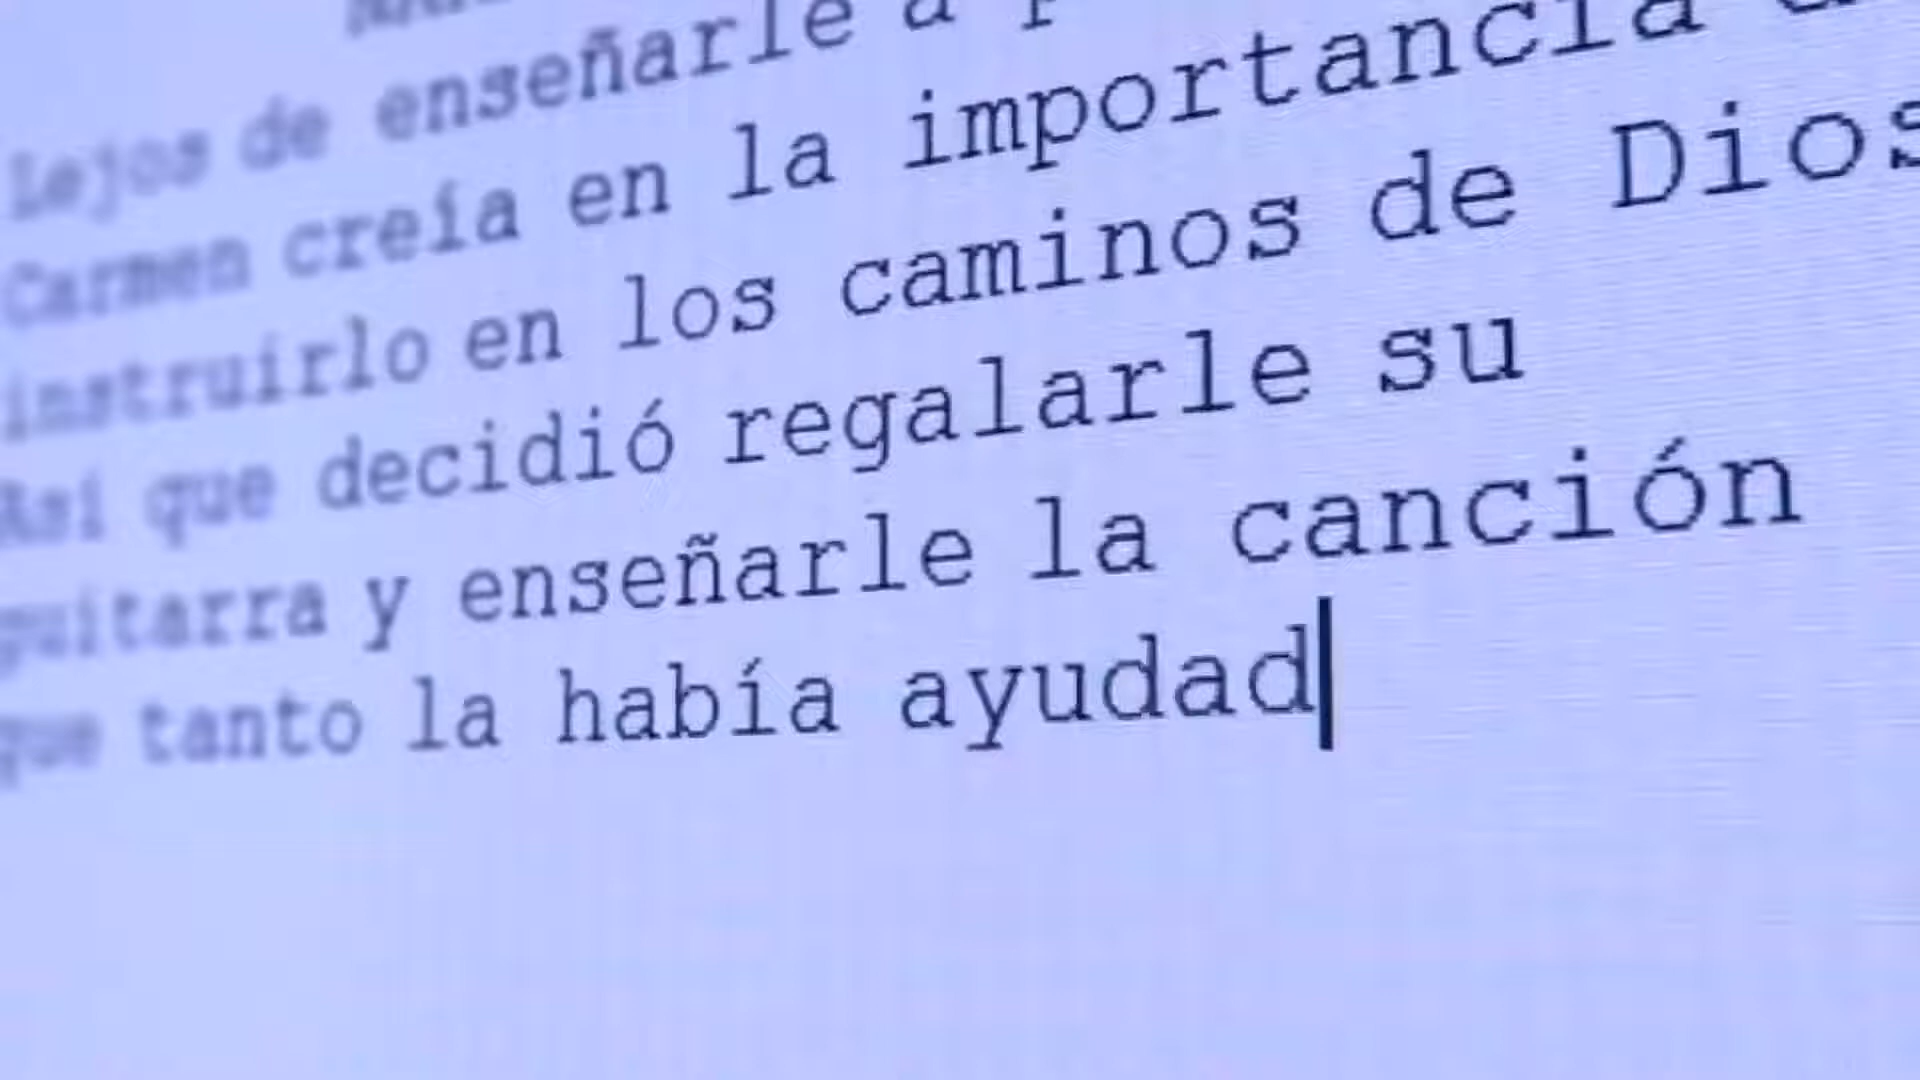 Lejos de enseñarle a
Carmen creía en la importancia
instruirlo en los caminos de Dios
Así que decidió regalarle su
guitarra y enseñarle la canción
que tanto la había ayudad